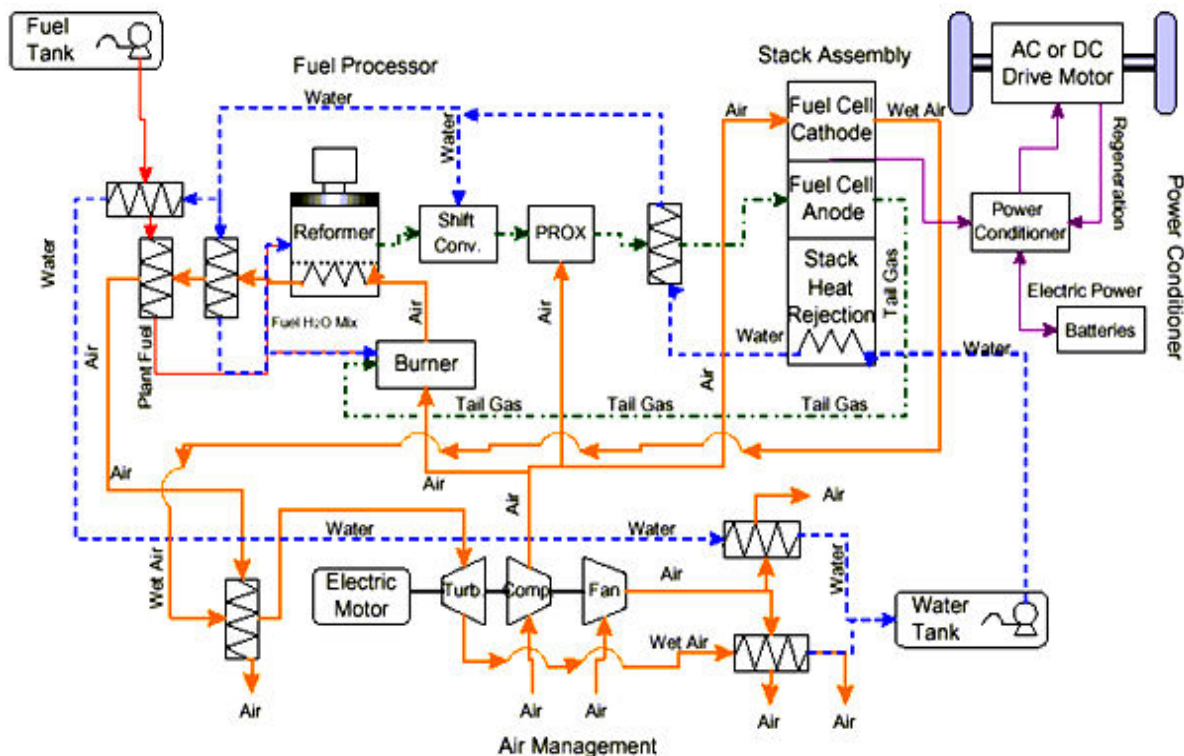 Fuel
Tank
Fuel Processor
Water
Stack Assembly
AC or DC
Drive Motor
Air
Fuel Cell
Cathode
Wet Air
Water
Regeneration
Power Conditioner
Reformer
Shift
Conv.
PROX
Fuel Cell
Anode
Power
Conditioner
Water
Stack
Heat
Rejection
Tail Gas
Electric Power
Batteries
Air
Plant Fuel
Fuel H2O Mix
Air
Air
Water
Water
Burner
Air
Tail Gas
Tail Gas
Tail Gas
Air
Air
Air
Air
Water
Water
Wet Air
Water
Electric
Motor
Turb.
Comp
Fan
Air
Water
Tank
Wet Air
Air
Air
Air
Air
Air
Air Management